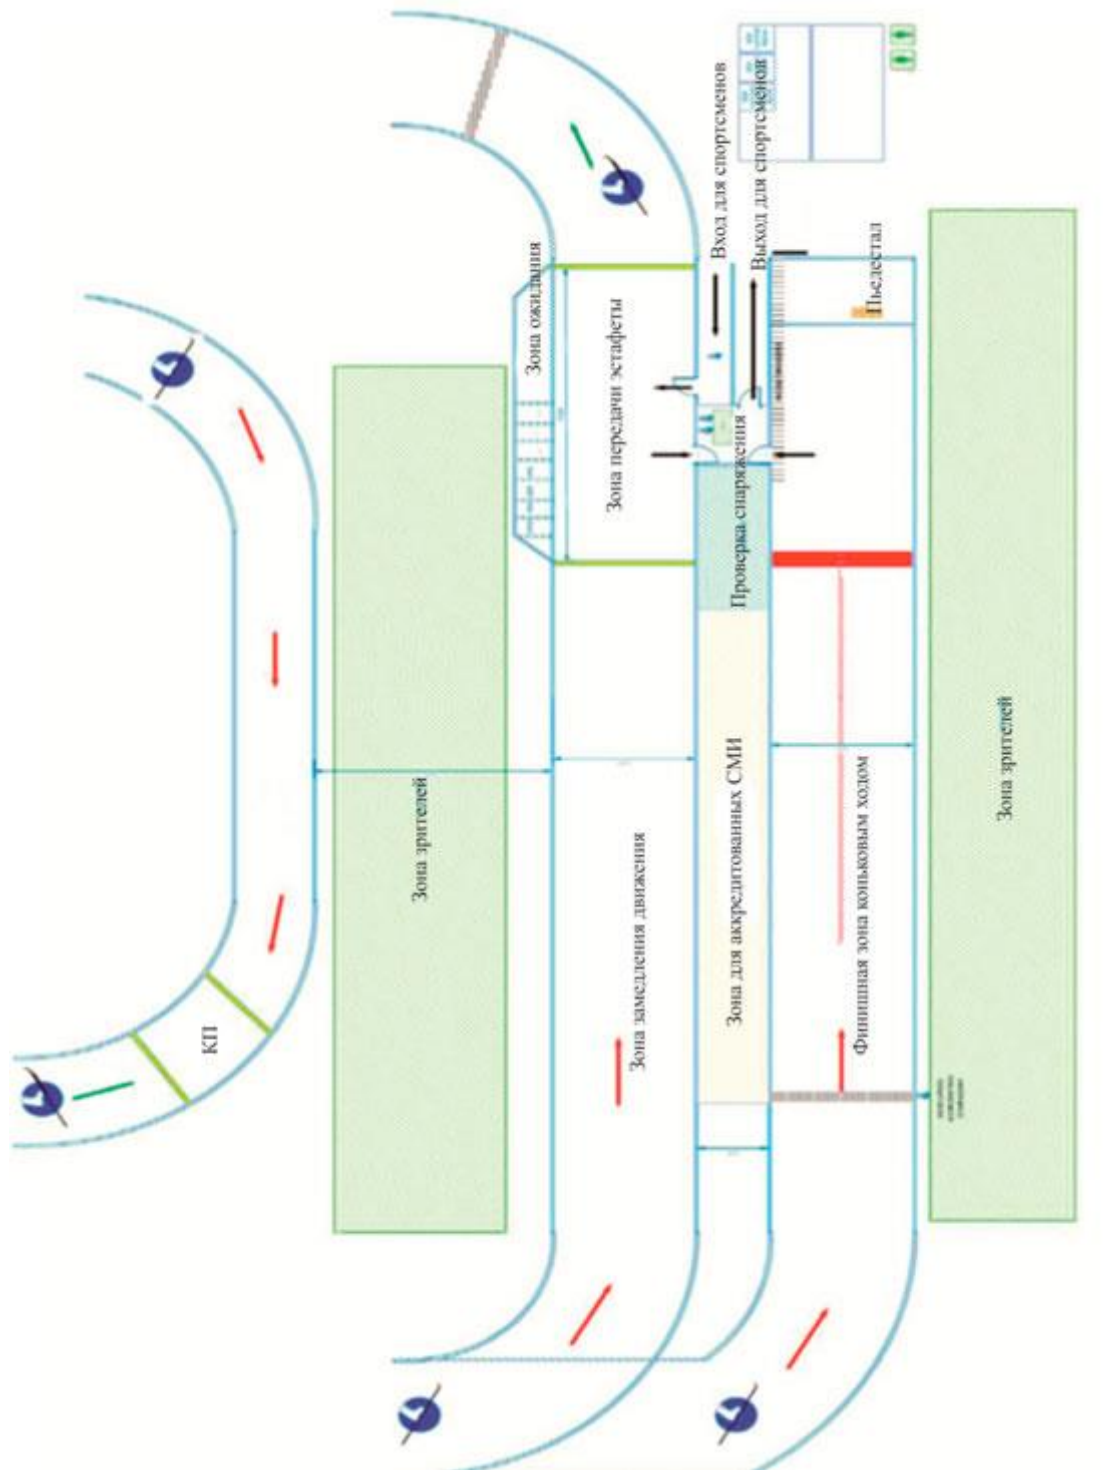 Вход для спортсменов
Выход для спортсменов
Зона ожидания
Зона передачи эстафеты
Пьедестал
Проверка снаряжения
Зона зрителей
Зона замедления движения
Зона для аккредитованных СМИ
Финишная зона коньковым ходом
Зона зрителей
КП